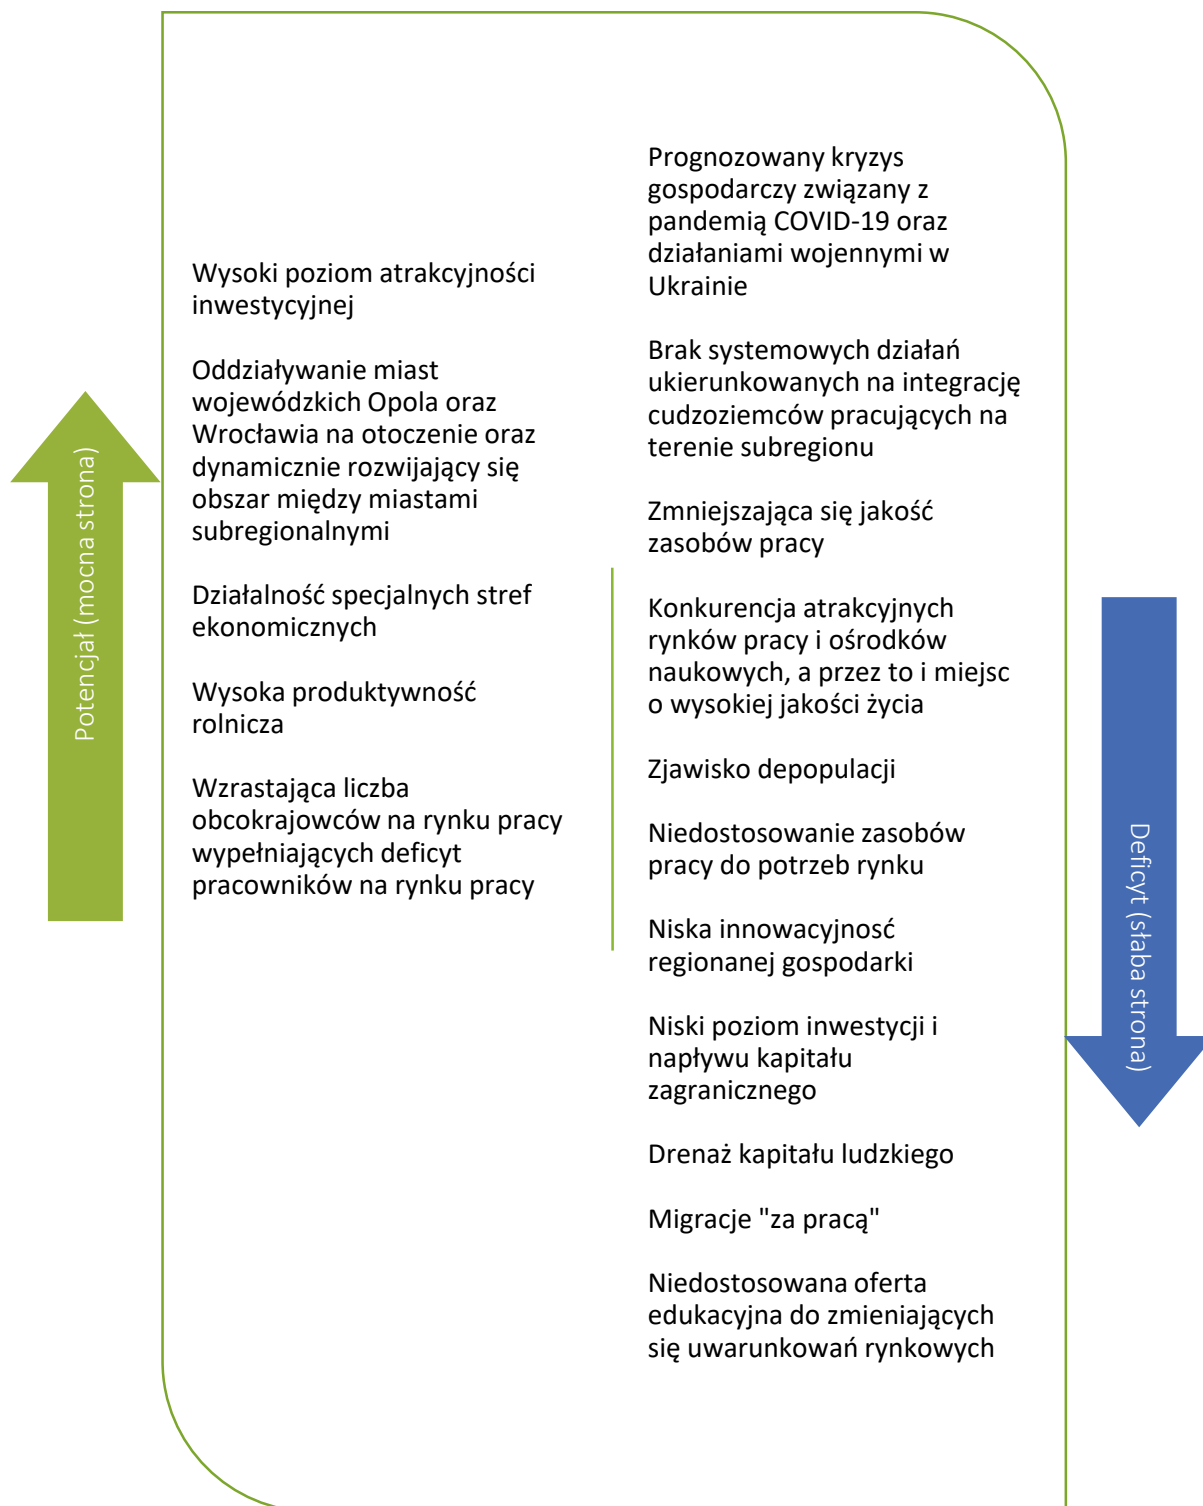 Potencjał (mocna strona)
Wysoki poziom atrakcyjności
inwestycyjnej
Oddziaływanie miast
wojewódzkich Opola oraz
Wrocławia na otoczenie oraz
dynamicznie rozwijający się
obszar między miastami
subregionalnymi
Działalność specjalnych stref
ekonomicznych
Wysoka produktywność
rolnicza
Wzrastająca liczba
obcokrajowców na rynku pracy
wypełniających deficyt
pracowników na rynku pracy
Prognozowany kryzys
gospodarczy związany z
pandemią COVID-19 oraz
działaniami wojennymi w
Ukrainie
Brak systemowych działań
ukierunkowanych na integrację
cudzoziemców pracujących na
terenie subregionu
Zmniejszająca się jakość
zasobów pracy
Konkurencja atrakcyjnych
rynków pracy i ośrodków
naukowych, a przez to i miejsc
o wysokiej jakości życia
Zjawisko depopulacji
Niedostosowanie zasobów
pracy do potrzeb rynku
Niska innowacyjnosć
regionanej gospodarki
Niski poziom inwestycji i
napływu kapitału
zagranicznego
Drenaż kapitału ludzkiego
Migracje "za pracą"
Niedostosowana oferta
edukacyjna do zmieniających
się uwarunkowań rynkowych
Deficyt (słaba strona)